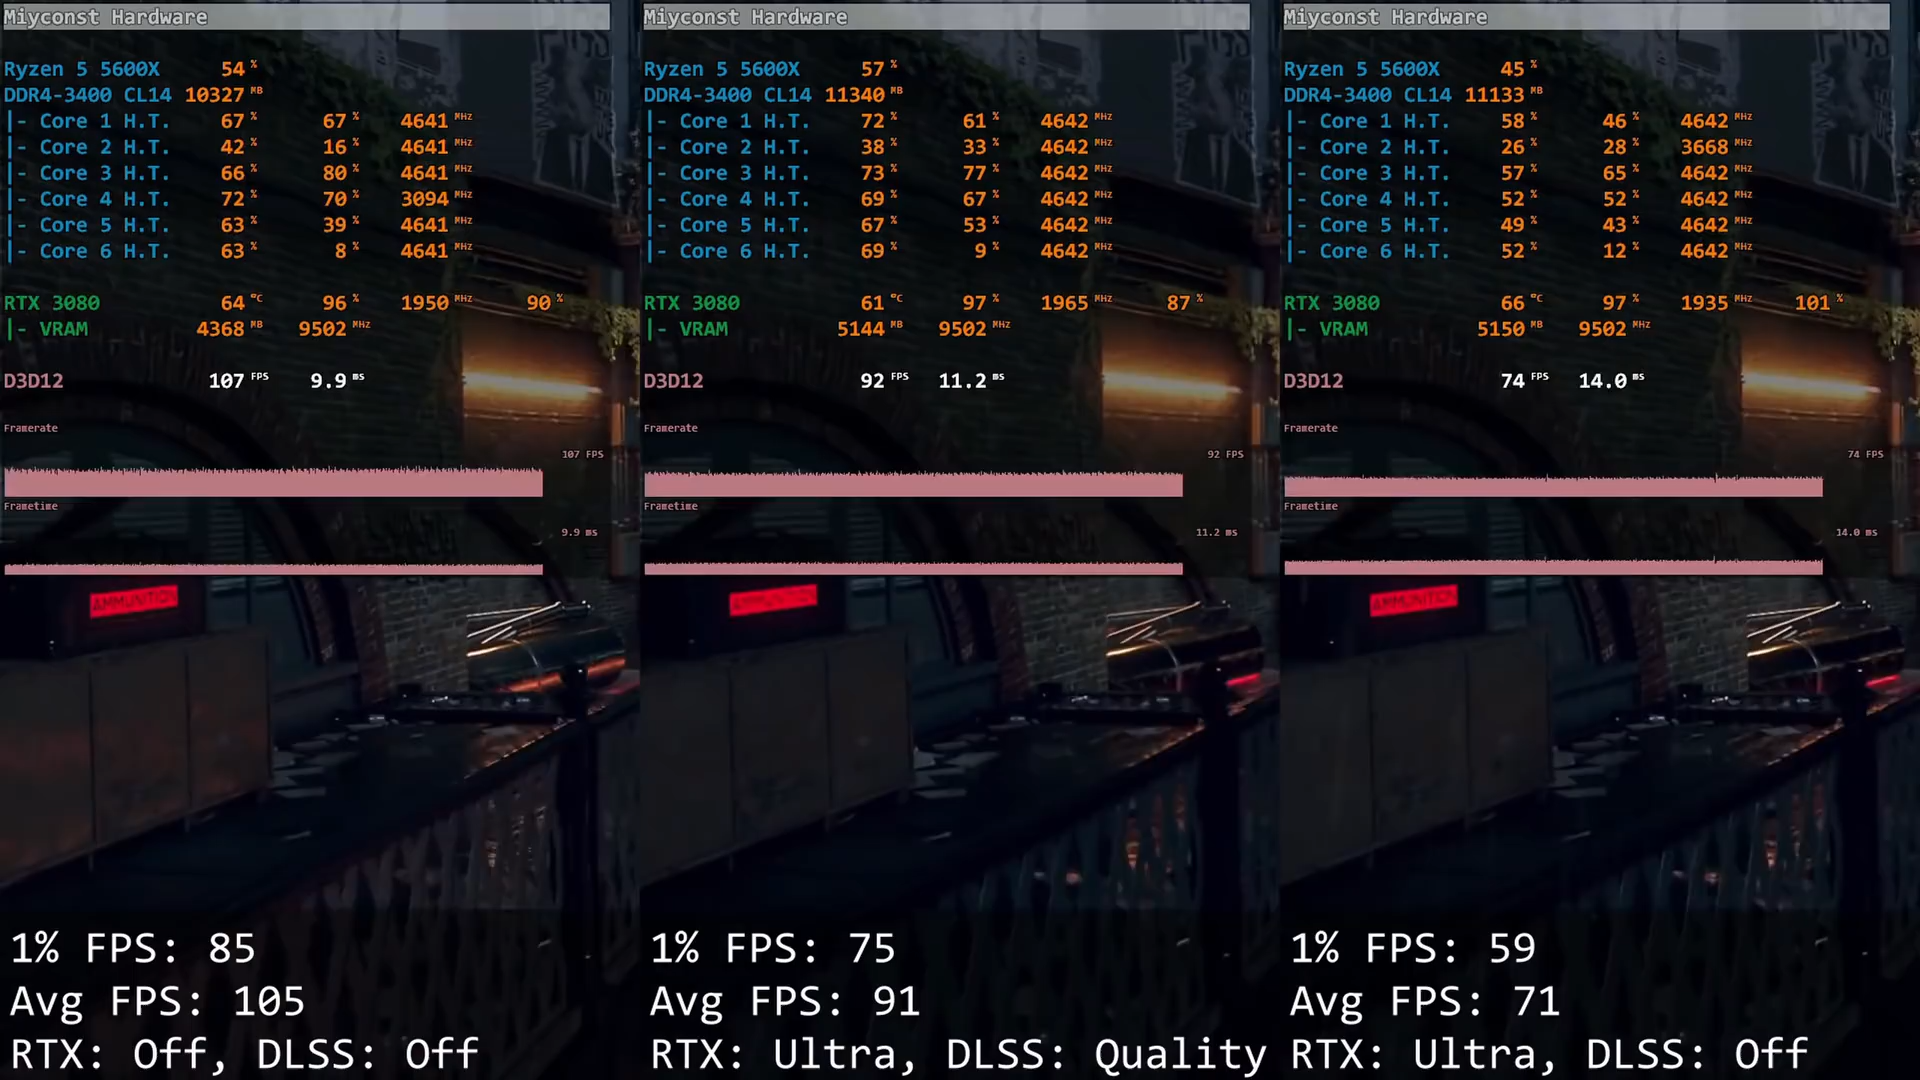 Miyconst Hardware
Ryzen 5 5600X 54 %
DDR4-3400 CL14 10327 MB
|- Core 1 H.T. 67 % 67 % 4641 MHz
|- Core 2 H.T. 42 % 16 % 4641 MHz
|- Core 3 H.T. 66 % 80 % 4641 MHz
|- Core 4 H.T. 72 % 70 % 3094 MHz
|- Core 5 H.T. 63 % 39 % 4641 MHz
|- Core 6 H.T. 63 % 8 % 4641 MHz
RTX 3080 64 °C 96 % 1950 MHz 90 %
|- VRAM 4368 MB 9502 MHz
D3D12 107 FPS 9.9 ms
Framerate
107 FPS
Frametime
9.9 ms
AMMUNITION
1% FPS: 85
Avg FPS: 105
RTX: Off, DLSS: Off
Miyconst Hardware
Ryzen 5 5600X 57 %
DDR4-3400 CL14 11340 MB
|- Core 1 H.T. 72 % 61 % 4642 MHz
|- Core 2 H.T. 38 % 33 % 4642 MHz
|- Core 3 H.T. 73 % 77 % 4642 MHz
|- Core 4 H.T. 69 % 67 % 4642 MHz
|- Core 5 H.T. 67 % 53 % 4642 MHz
|- Core 6 H.T. 69 % 9 % 4642 MHz
RTX 3080 61 °C 97 % 1965 MHz 87 %
|- VRAM 5144 MB 9502 MHz
D3D12 92 FPS 11.2 ms
Framerate
92 FPS
Frametime
11.2 ms
AMMUNITION
1% FPS: 75
Avg FPS: 91
RTX: Ultra, DLSS: Quality
Miyconst Hardware
Ryzen 5 5600X 45 %
DDR4-3400 CL14 11133 MB
|- Core 1 H.T. 58 % 46 % 4642 MHz
|- Core 2 H.T. 26 % 28 % 3668 MHz
|- Core 3 H.T. 57 % 65 % 4642 MHz
|- Core 4 H.T. 52 % 52 % 4642 MHz
|- Core 5 H.T. 49 % 43 % 4642 MHz
|- Core 6 H.T. 52 % 12 % 4642 MHz
RTX 3080 66 °C 97 % 1935 MHz 101 %
|- VRAM 5150 MB 9502 MHz
D3D12 74 FPS 14.0 ms
Framerate
74 FPS
Frametime
14.0 ms
AMMUNITION
1% FPS: 59
Avg FPS: 71
RTX: Ultra, DLSS: Off